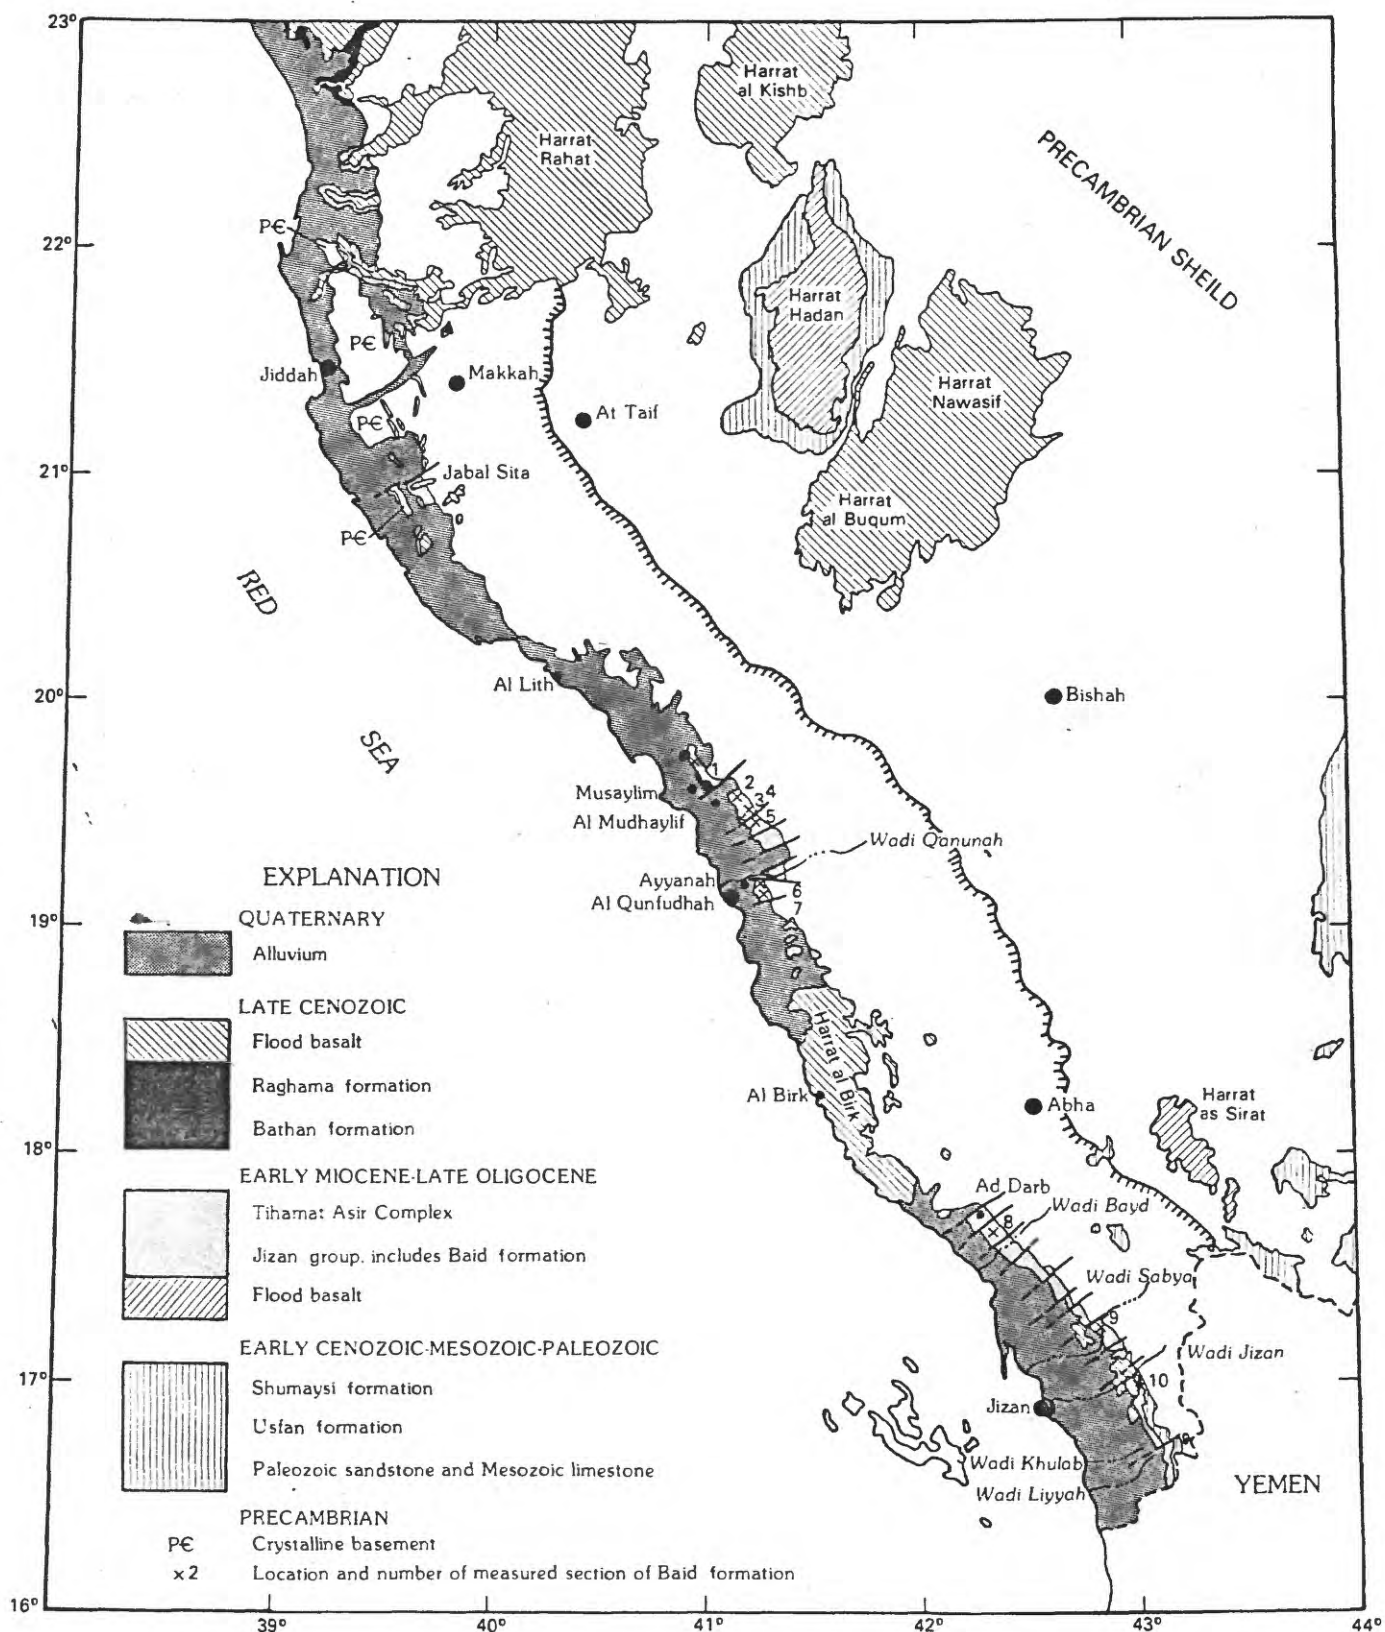 23°
22°
21°
20°
19°
18°
17°
16°
39°
40°
41°
42°
43°
44°
Harrat
al Kishb
Harrat
Rahat
PRECAMBRIAN SHEILD
P€
Harrat
Hadan
P€
Jiddah
Makkah
Harrat
Nawasif
At Taif
P€
Jabal Sita
Harrat
al Buqum
P€
RED
SEA
Al Lith
Bishah
1
2
3
4
5
Musaylim
Al Mudhaylif
Wadi Qanunah
Ayyanah
6
Al Qunfudhah
7
Harrat al Birk
Al Birk
Abha
Harrat
as Sirat
Ad Darb
8
Wadi Bayd
Wadi Sabya
9
Wadi Jizan
10
Jizan
Wadi Khulab
Wadi Liyyah
YEMEN
EXPLANATION
QUATERNARY
Alluvium
LATE CENOZOIC
Flood basalt
Raghama formation
Bathan formation
EARLY MIOCENE-LATE OLIGOCENE
Tihamat Asir Complex
Jizan group. includes Baid formation
Flood basalt
EARLY CENOZOIC-MESOZOIC-PALEOZOIC
Shumaysi formation
Usfan formation
Paleozoic sandstone and Mesozoic limestone
PRECAMBRIAN
P€ Crystalline basement
×2 Location and number of measured section of Baid formation